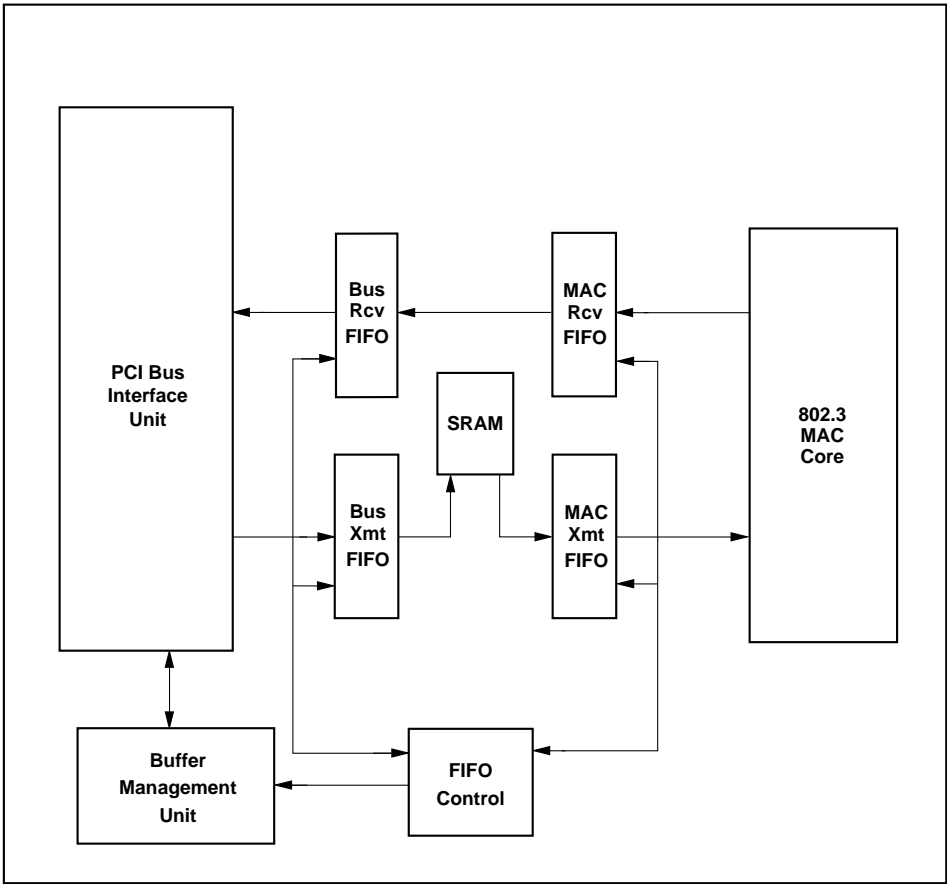 Bus
Rcv
FIFO
MAC
Rcv
FIFO
PCI Bus
Interface
Unit
SRAM
802.3
MAC
Core
Bus
Xmt
FIFO
MAC
Xmt
FIFO
Buffer
Management
Unit
FIFO
Control